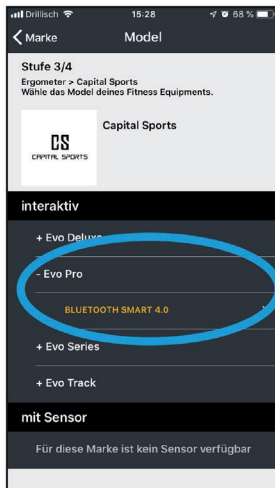 Drillisch 15:28 68 %
Marke Model
Stufe 3/4
Ergometer > Capital Sports
Wähle das Model deines Fitness Equipments.
CS
CAPITAL SPORTS
Capital Sports
interaktiv
+ Evo Deluxe
- Evo Pro
BLUETOOTH SMART 4.0
+ Evo Series
+ Evo Track
mit Sensor
Für diese Marke ist kein Sensor verfügbar